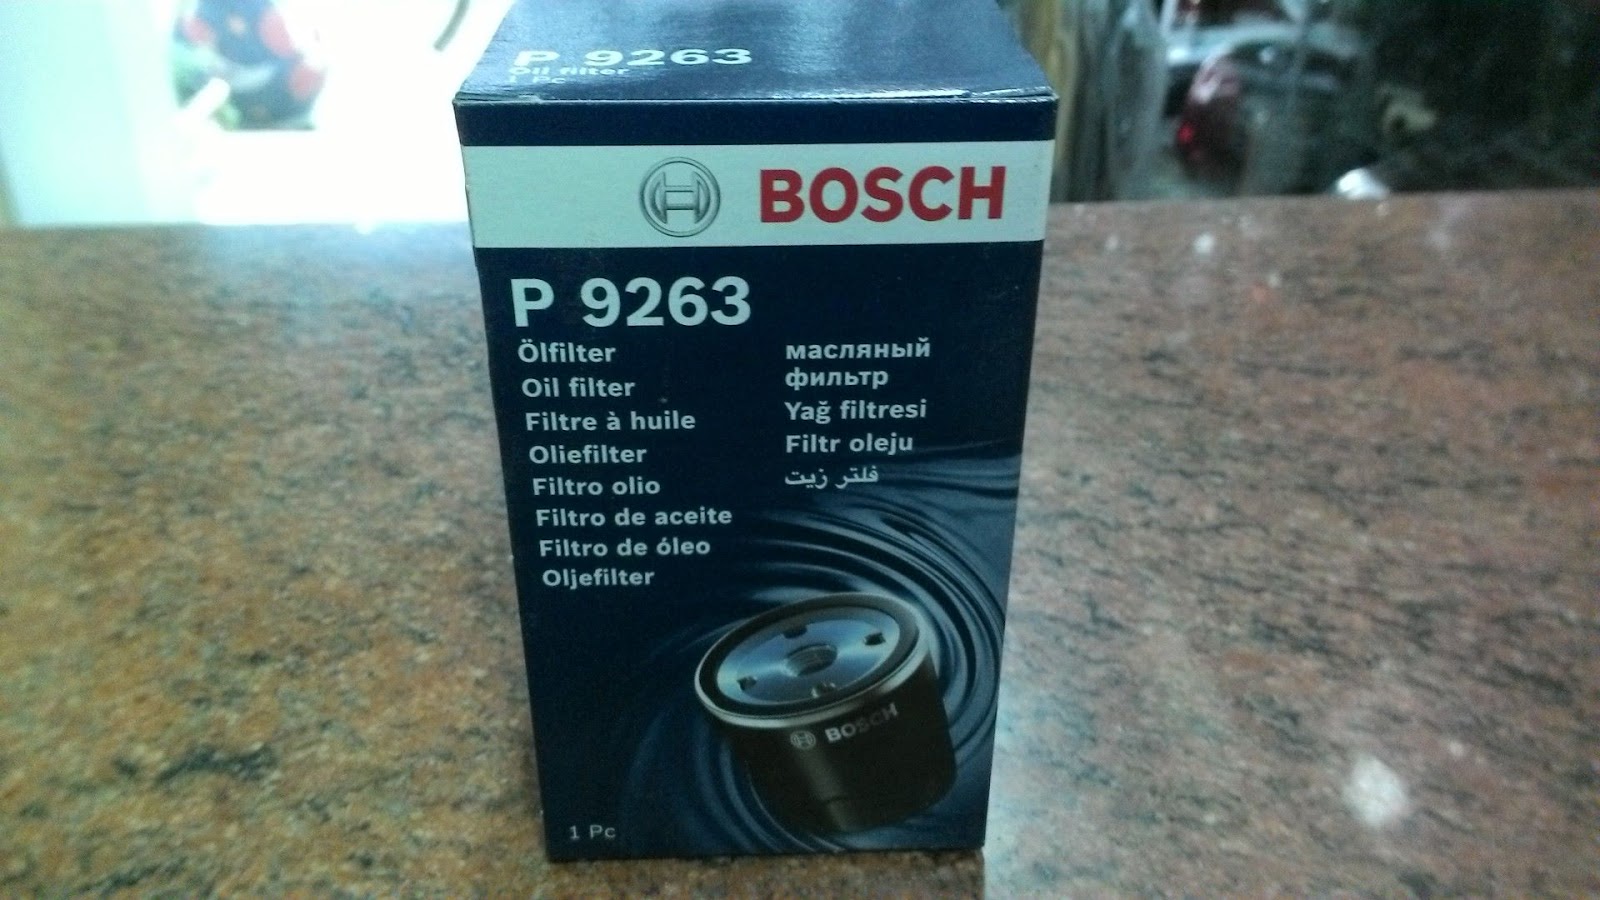 P 9263
Oil filter
1 Pc
BOSCH
P 9263
Ölfilter
Oil filter
Filtre à huile
Oliefilter
Filtro olio
Filtro de aceite
Filtro de óleo
Oljefilter
масляный
фильтр
Yağ filtresi
Filtr oleju
فلتر زيت
BOSCH
1 Pc